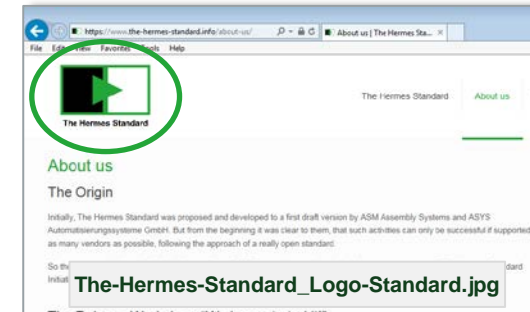 https://www.the-hermes-standard.info/about-us/
About us | The Hermes Sta...
File Edit View Favorites Tools Help
The Hermes Standard
The Hermes Standard About us
About us
The Origin
Initially, The Hermes Standard was proposed and developed to a first draft version by ASM Assembly Systems and ASYS
Automatisierungssysteme GmbH. But from the beginning it was clear to them, that such activities can only be successful if supported
as many vendors as possible, following the approach of a really open standard.
So th
dard
Initiat
The-Hermes-Standard_Logo-Standard.jpg